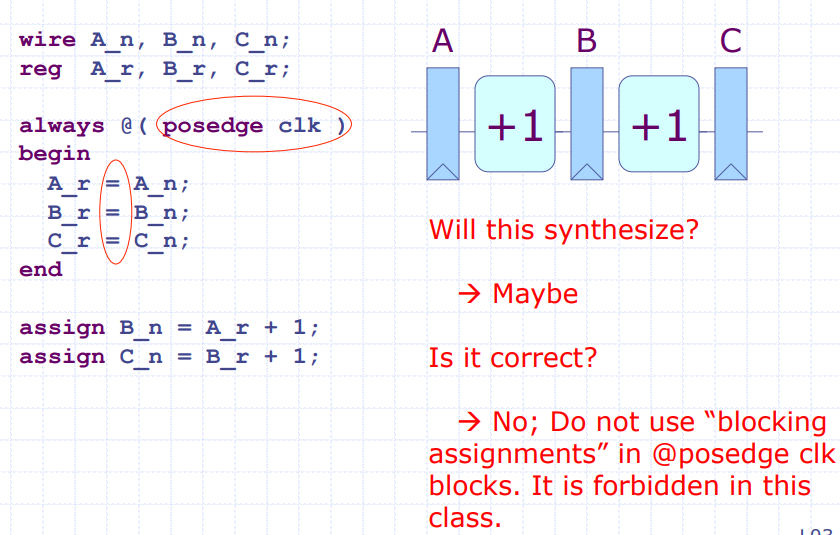 wire A_n, B_n, C_n;
reg  A_r, B_r, C_r;
always @( posedge clk )
begin
  A_r = A_n;
  B_r = B_n;
  C_r = C_n;
end
assign B_n = A_r + 1;
assign C_n = B_r + 1;
A B C
+1 +1
Will this synthesize?
→ Maybe
Is it correct?
→ No; Do not use “blocking
assignments” in @posedge clk
blocks. It is forbidden in this
class.